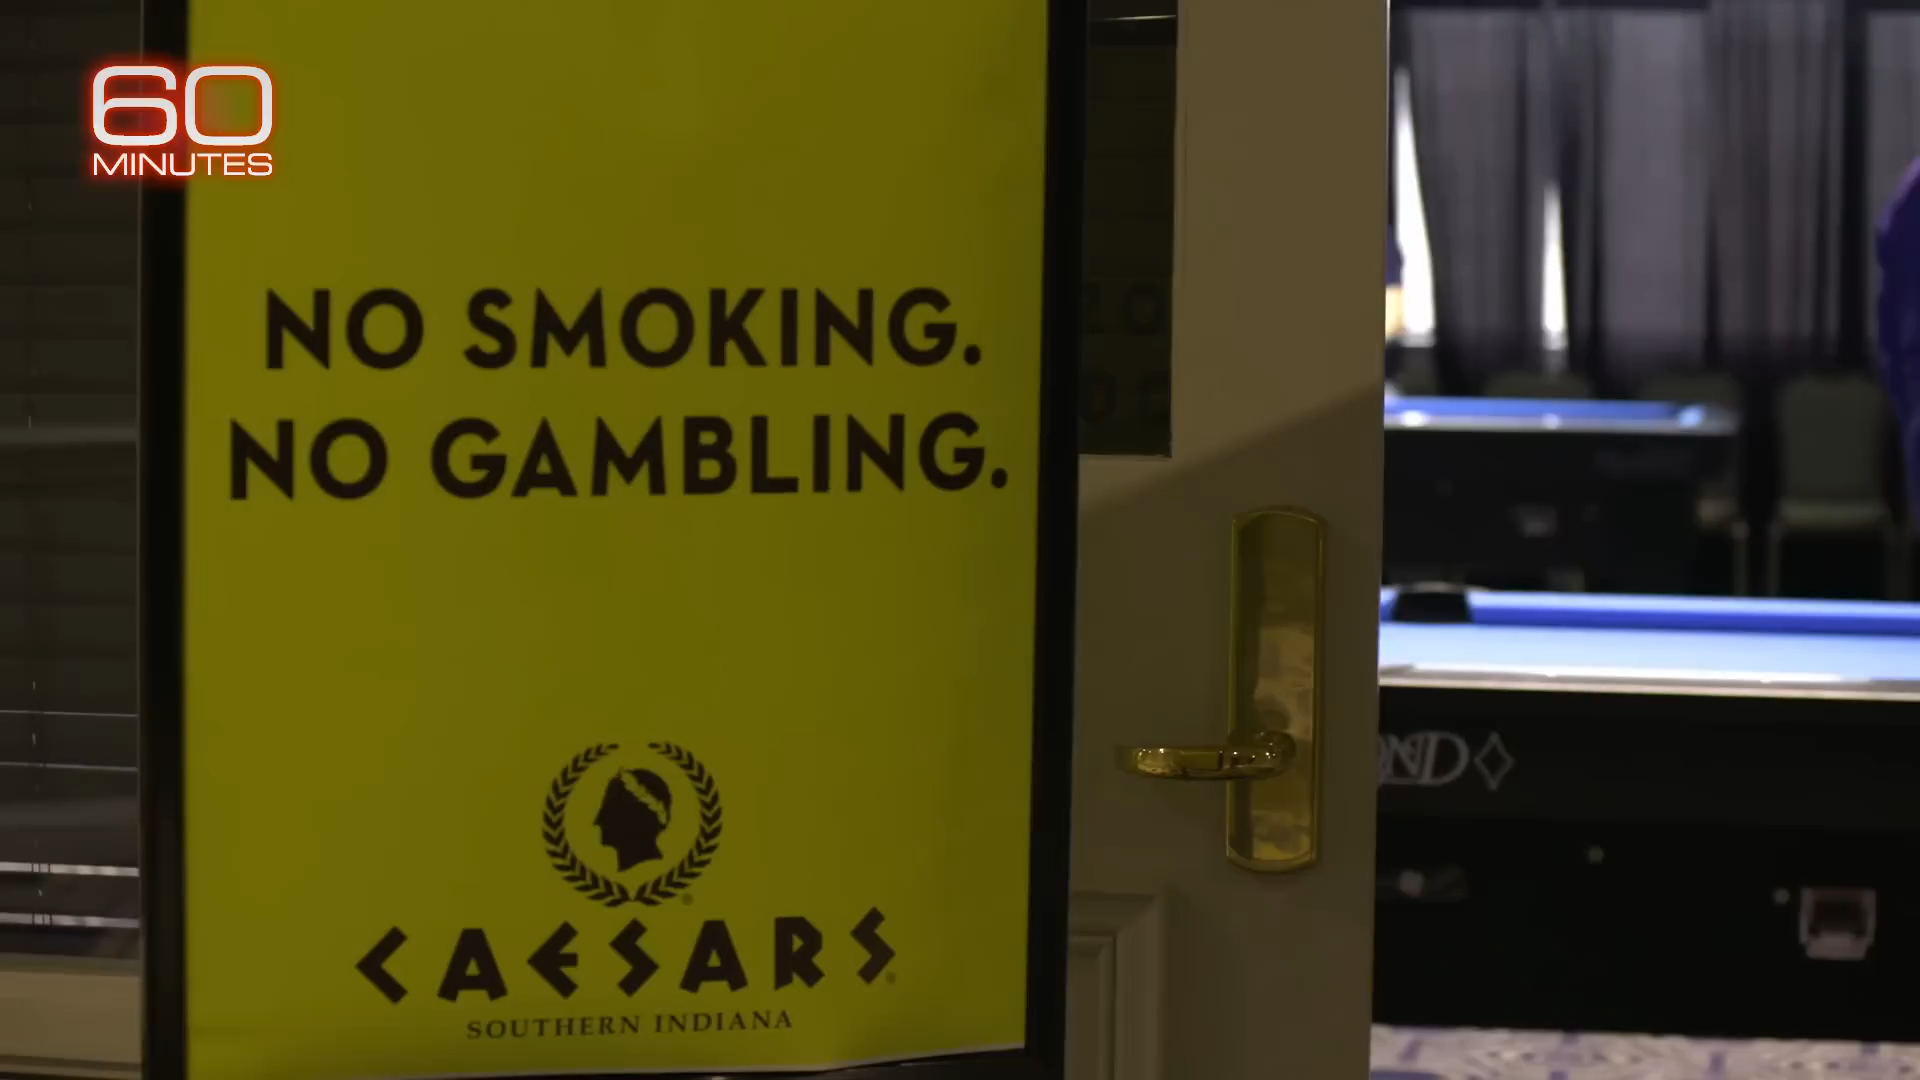 60
MINUTES
NO SMOKING.
NO GAMBLING.
CAESARS
SOUTHERN INDIANA